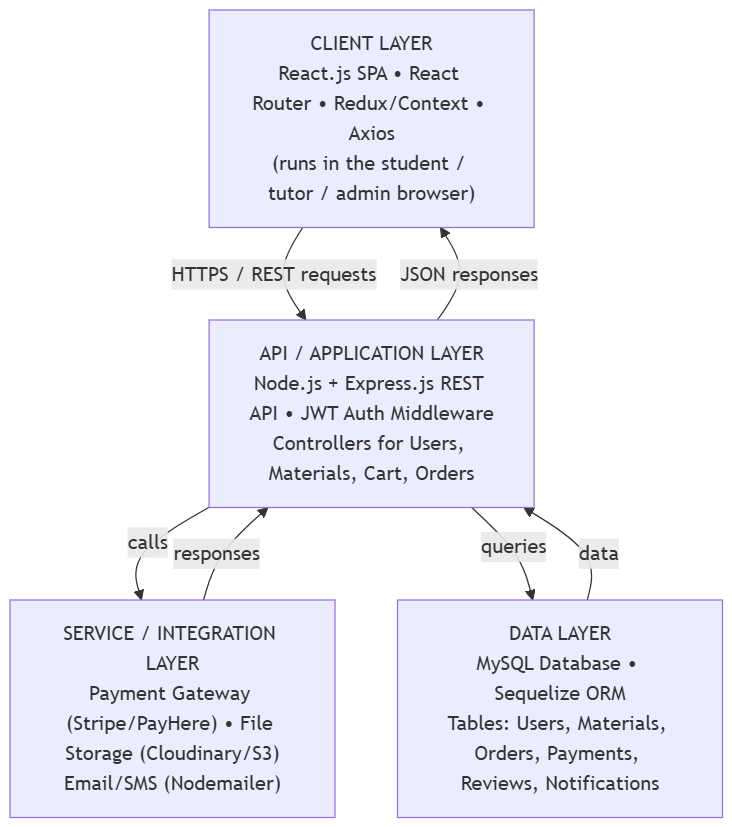 CLIENT LAYER
React.js SPA • React
Router • Redux/Context •
Axios
(runs in the student /
tutor / admin browser)
HTTPS / REST requests
JSON responses
API / APPLICATION LAYER
Node.js + Express.js REST
API • JWT Auth Middleware
Controllers for Users,
Materials, Cart, Orders
calls
responses
queries
data
SERVICE / INTEGRATION
LAYER
Payment Gateway
(Stripe/PayHere) • File
Storage (Cloudinary/S3)
Email/SMS (Nodemailer)
DATA LAYER
MySQL Database •
Sequelize ORM
Tables: Users, Materials,
Orders, Payments,
Reviews, Notifications